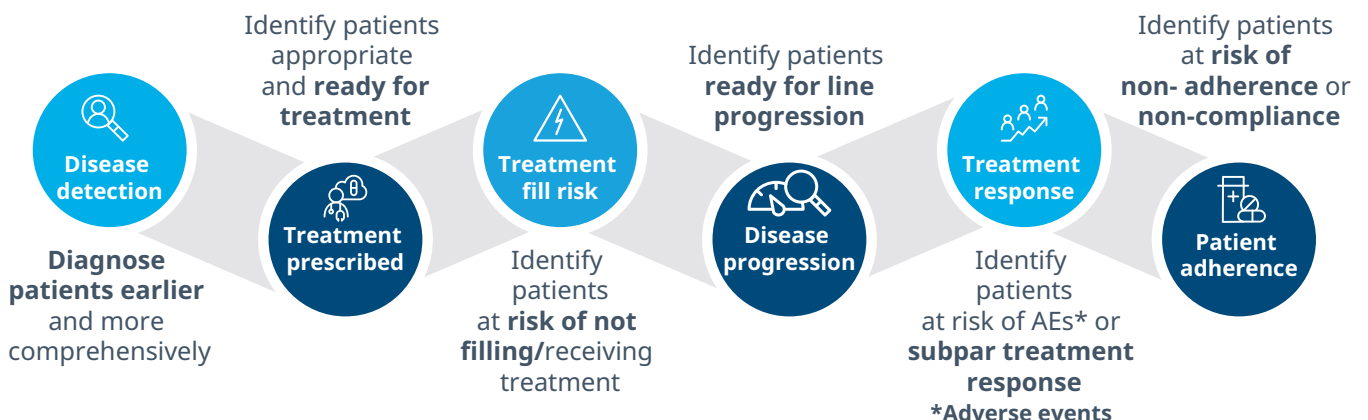 Disease
detection
Diagnose
patients earlier
and more
comprehensively
Identify patients
appropriate
and ready for
treatment
Treatment
prescribed
Treatment
fill risk
Identify
patients
at risk of not
filling/receiving
treatment
Identify patients
ready for line
progression
Disease
progression
Treatment
response
Identify
patients
at risk of AEs* or
subpar treatment
response
*Adverse events
Identify patients
at risk of
non- adherence or
non-compliance
Patient
adherence